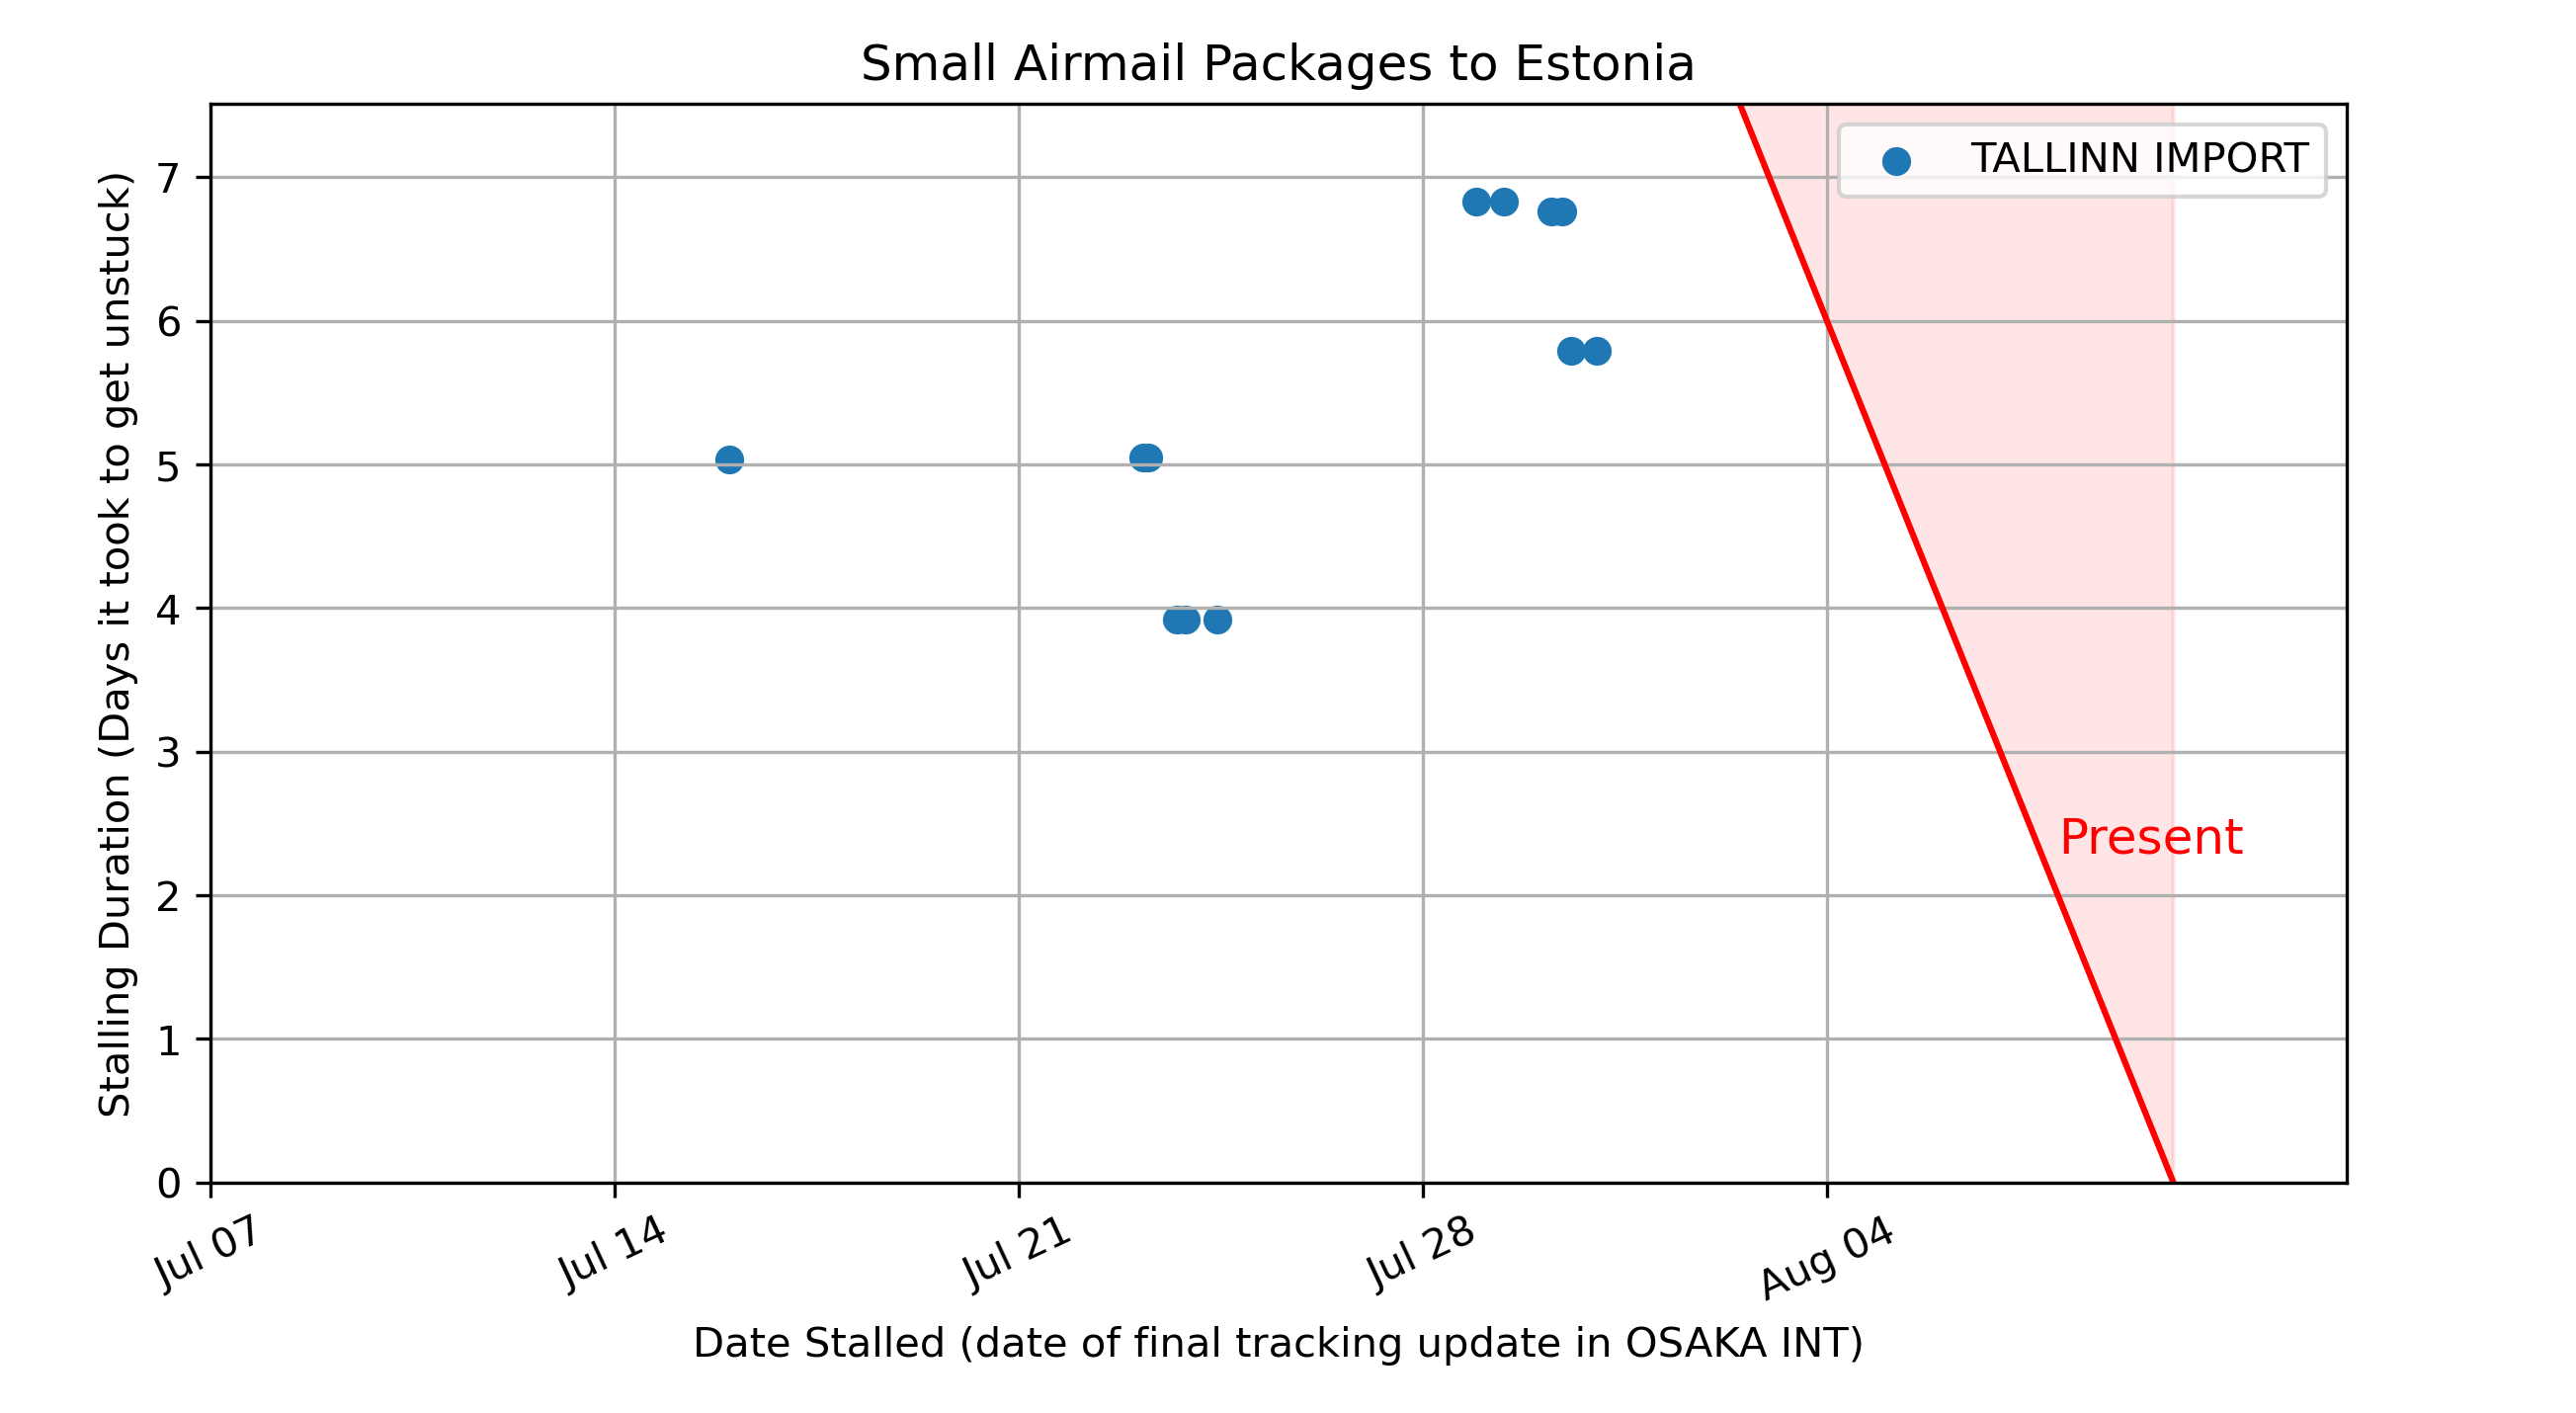 Small Airmail Packages to Estonia
TALLINN IMPORT
7
6
5
4
3
2
1
0
Stalling Duration (Days it took to get unstuck)
Present
Jul 07
Jul 14
Jul 21
Jul 28
Aug 04
Date Stalled (date of final tracking update in OSAKA INT)